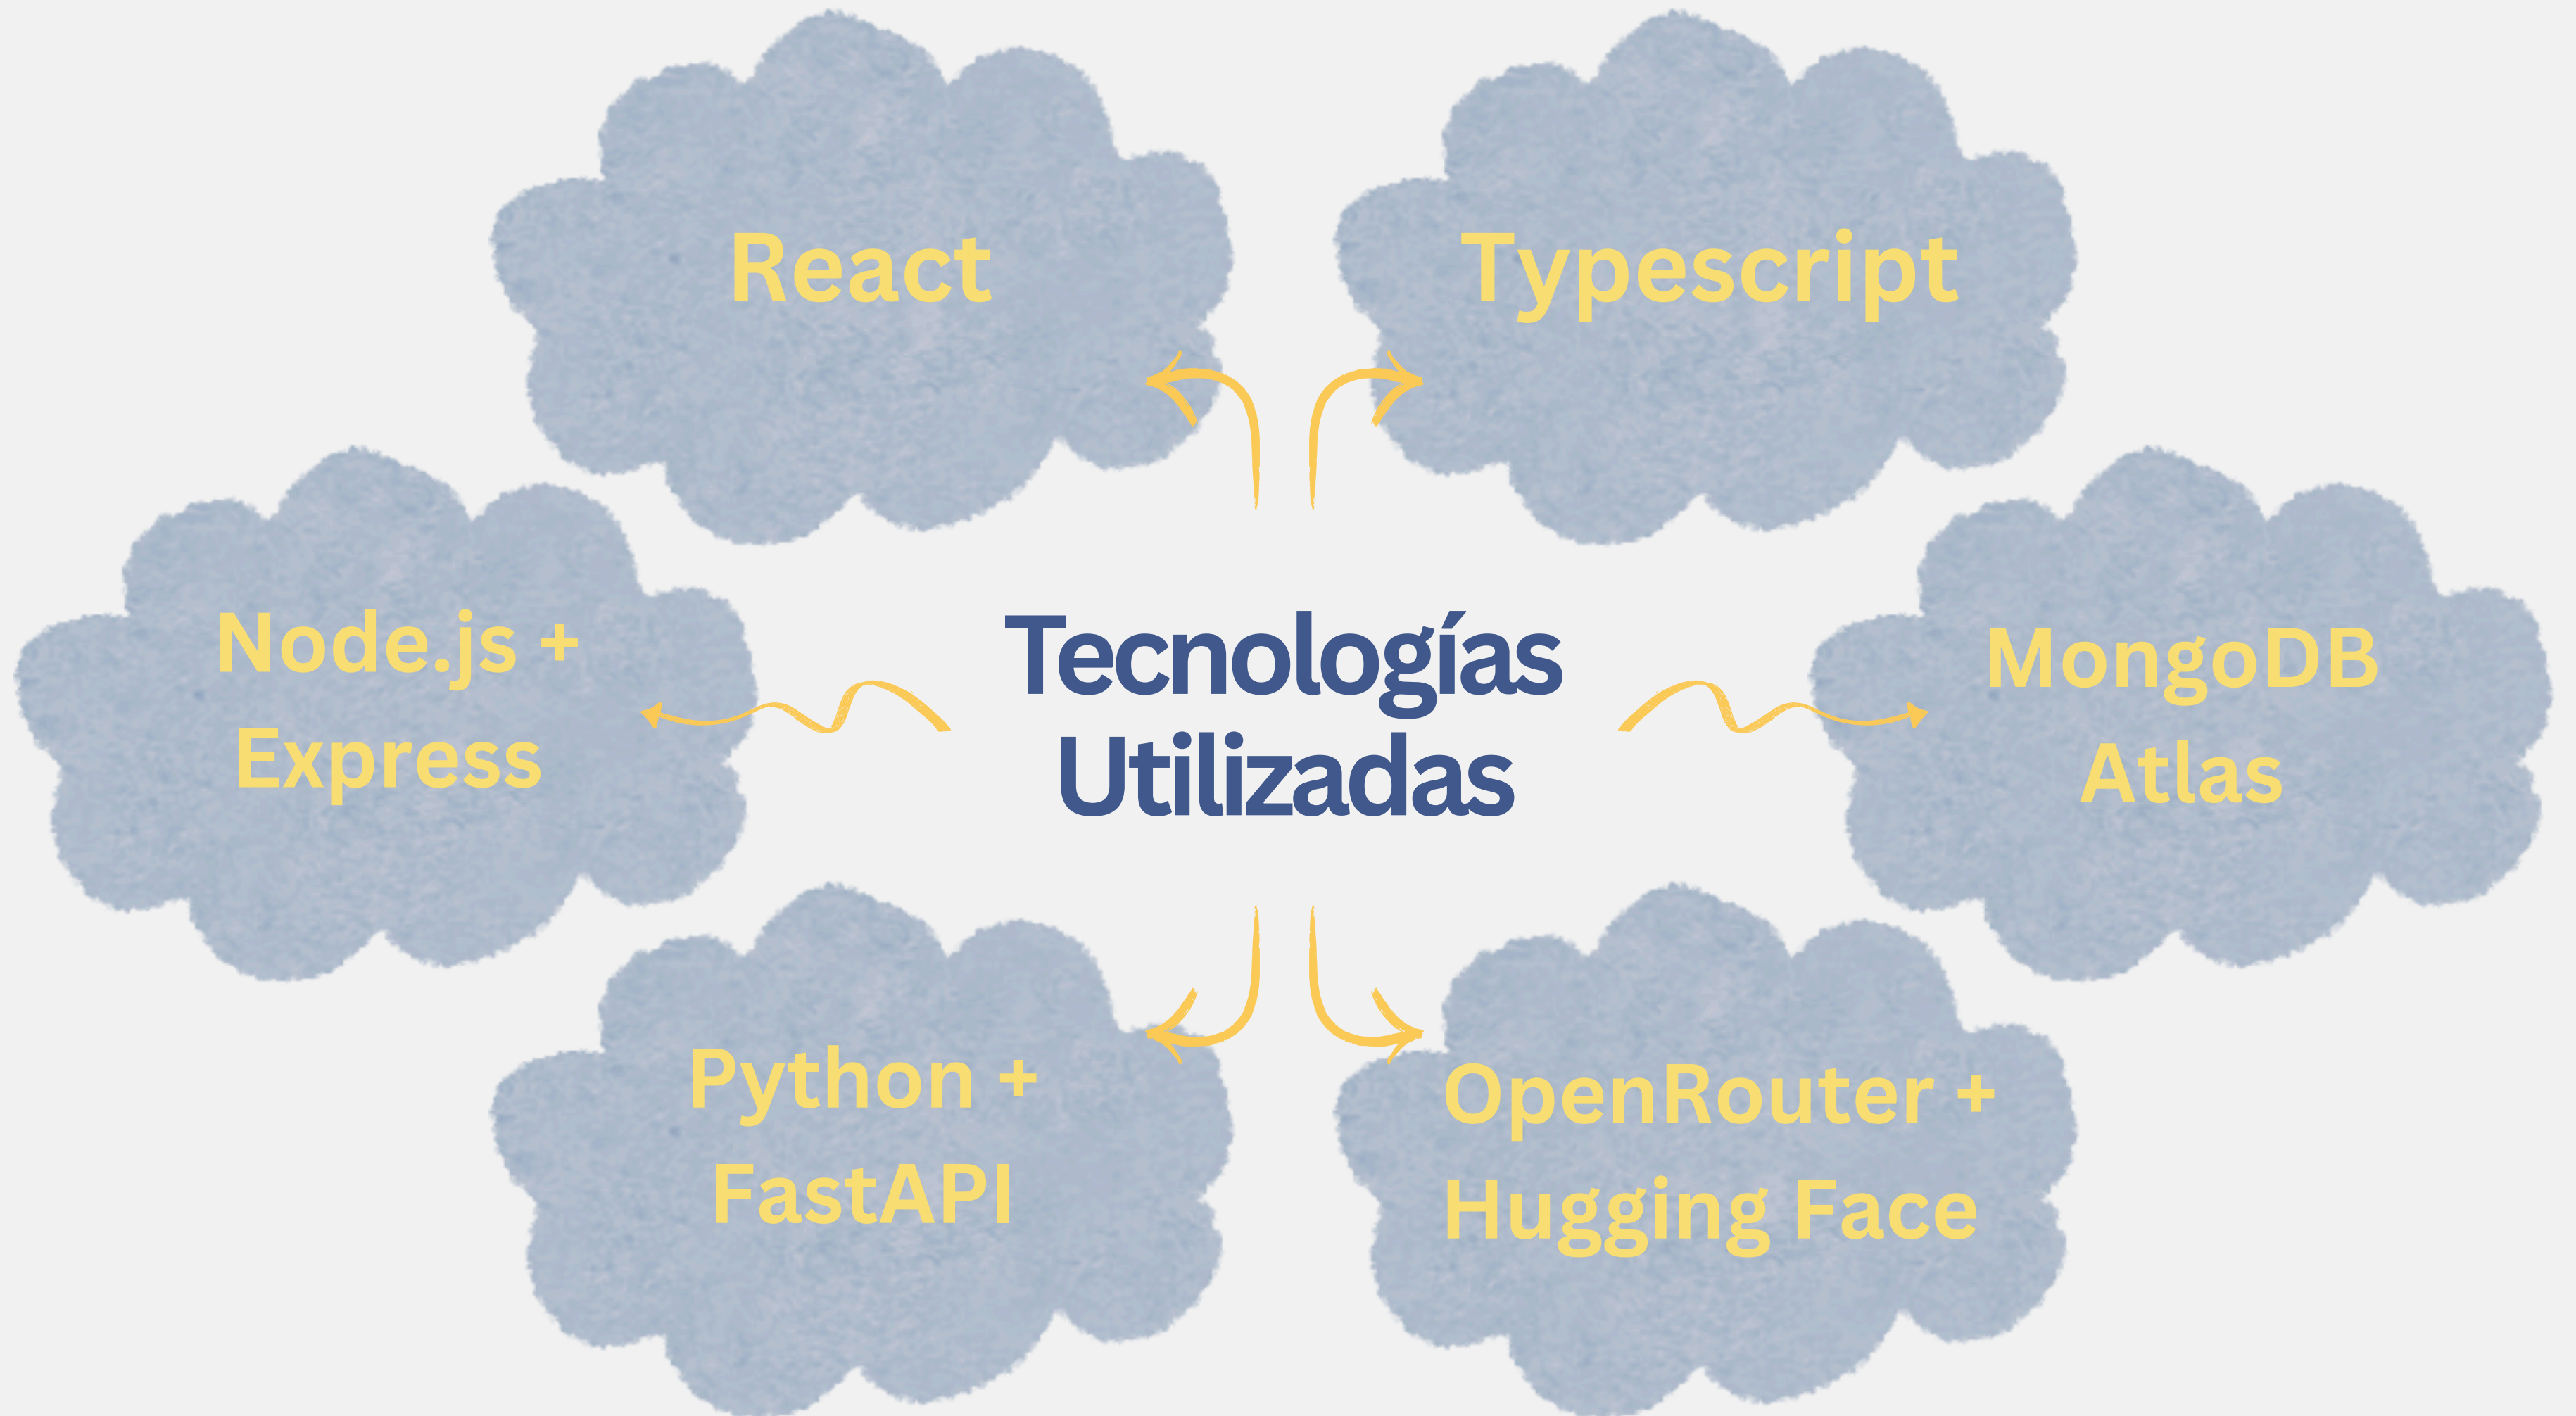 React
Typescript
Node.js +
Express
Tecnologías
Utilizadas
MongoDB
Atlas
Python +
FastAPI
OpenRouter +
Hugging Face